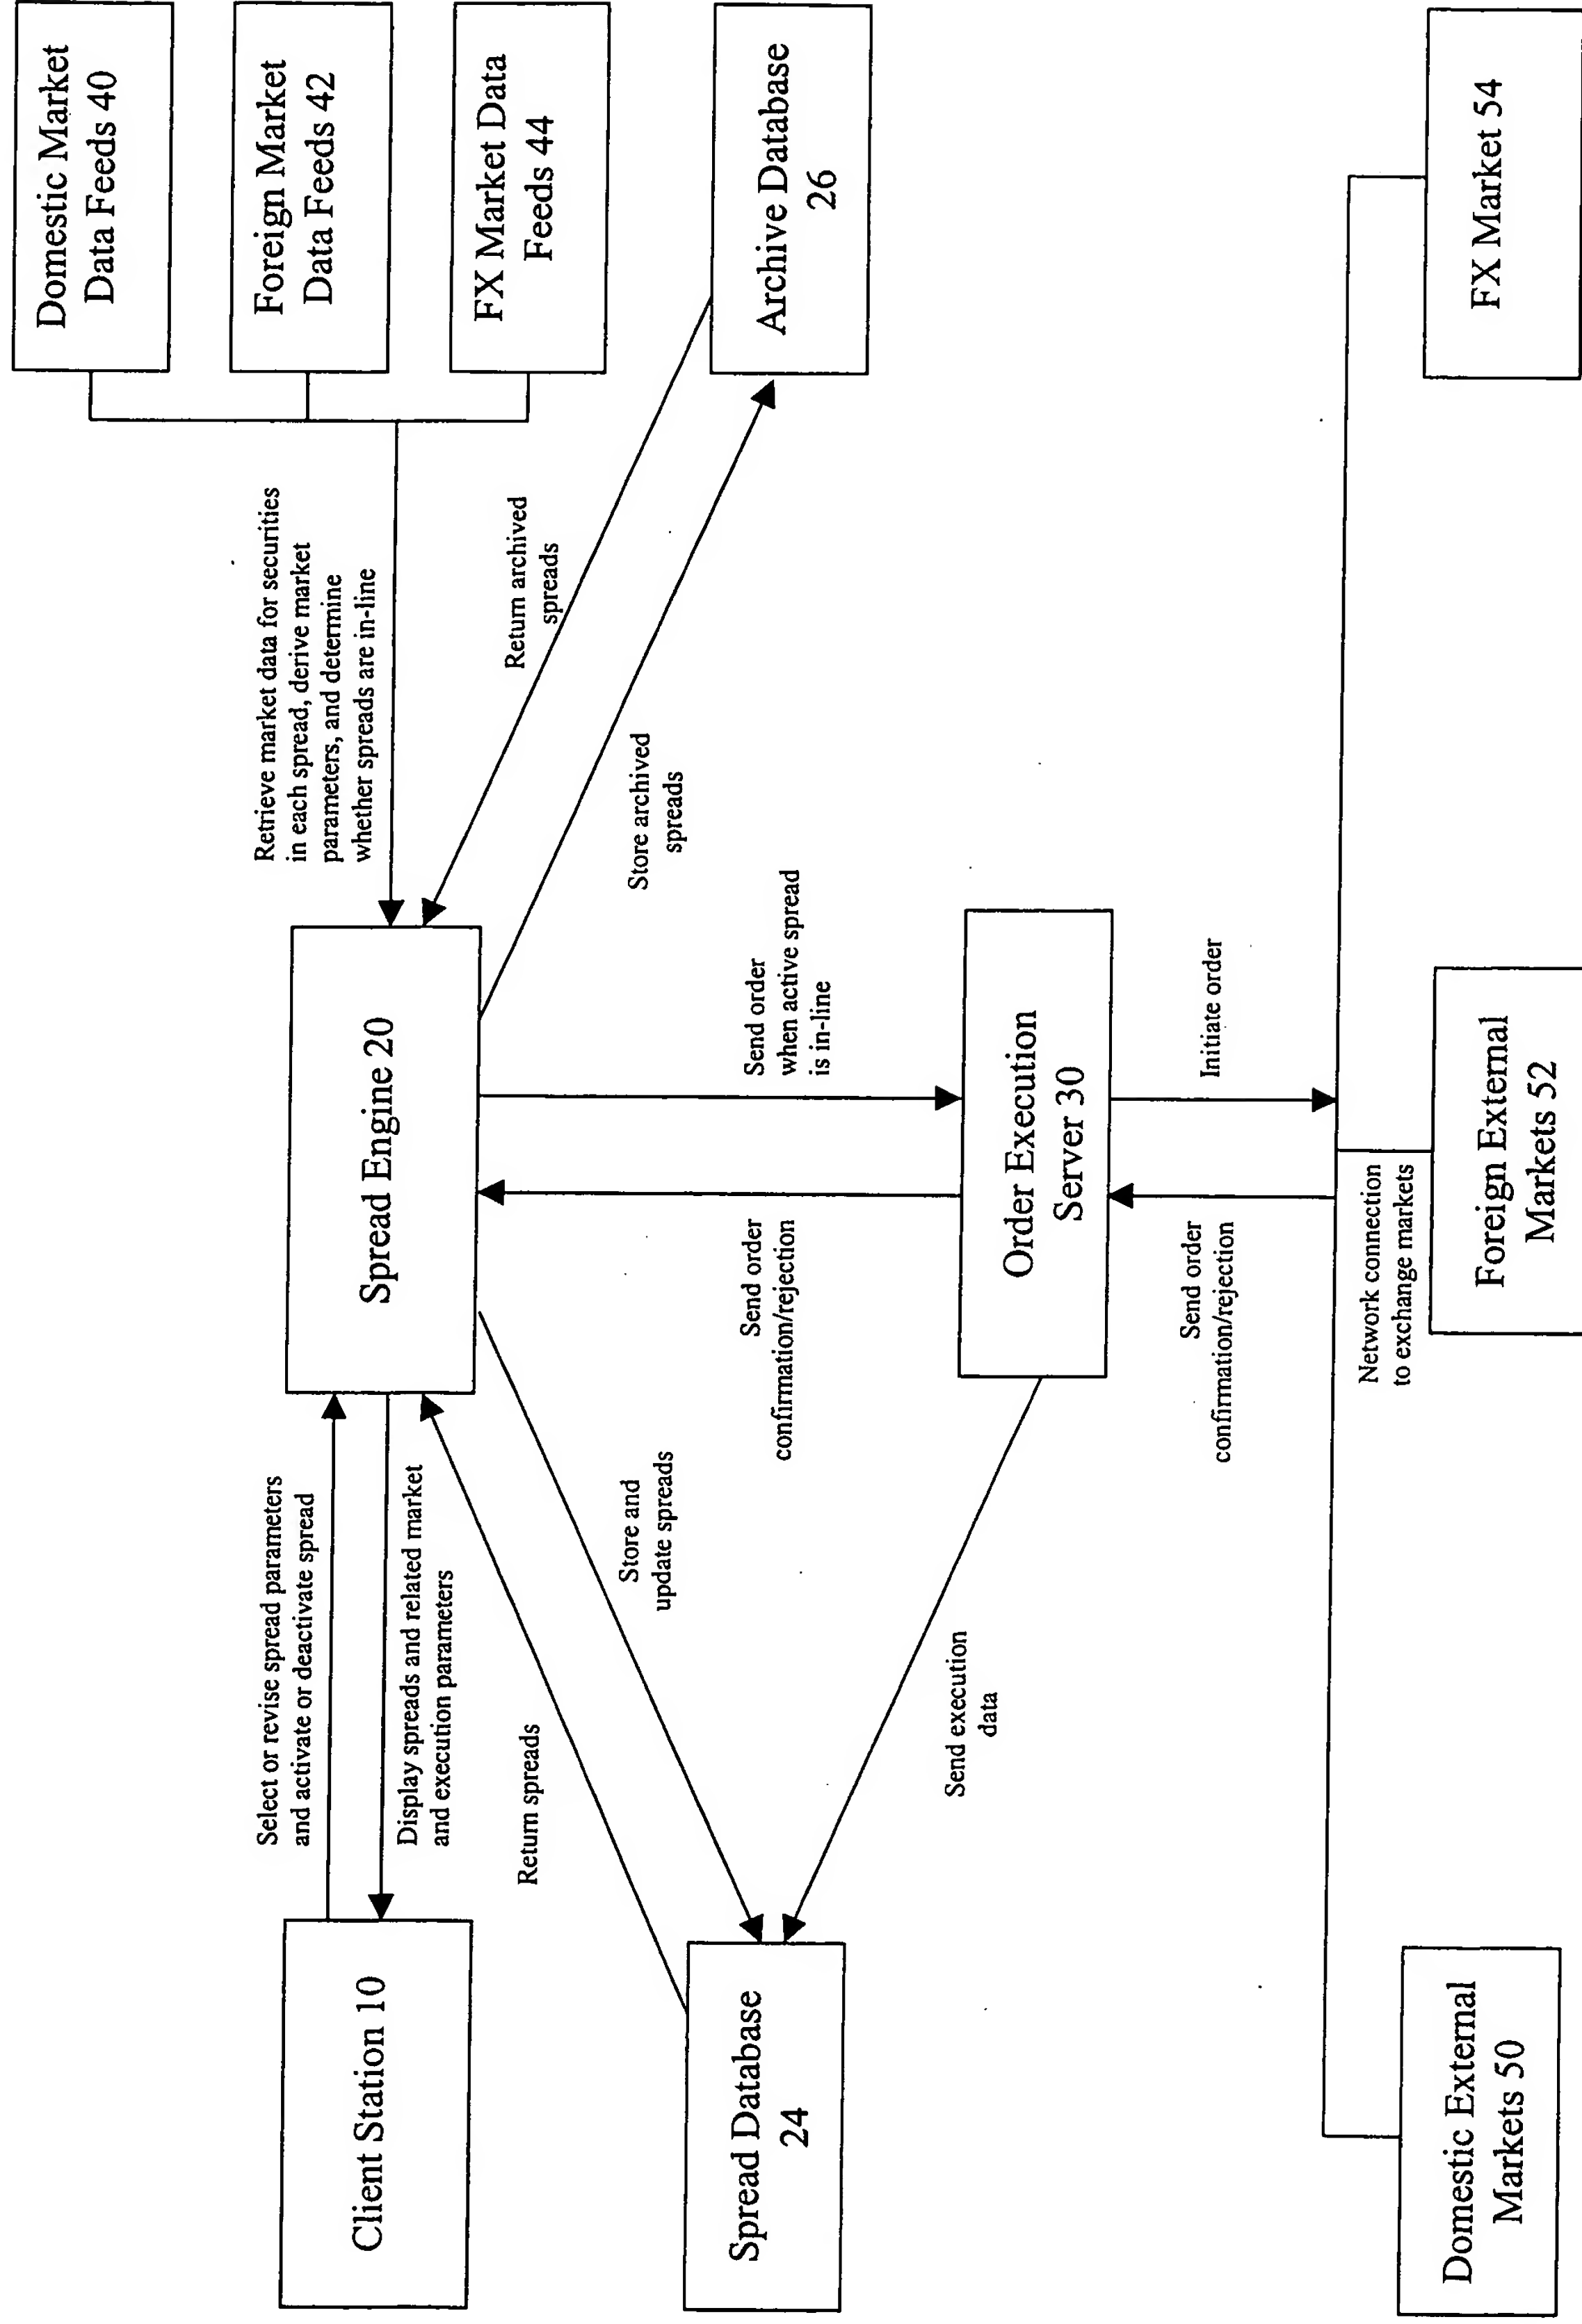 Client Station 10
Select or revise spread parameters
and activate or deactivate spread
Display spreads and related market
and execution parameters
Spread Engine 20
Retrieve market data for securities
in each spread, derive market
parameters, and determine
whether spreads are in-line
Domestic Market
Data Feeds 40
Foreign Market
Data Feeds 42
FX Market Data
Feeds 44
Return spreads
Store and
update spreads
Return archived
spreads
Store archived
spreads
Spread Database
24
Archive Database
26
Send order
confirmation/rejection
Send order
when active spread
is in-line
Send execution
data
Order Execution
Server 30
Send order
confirmation/rejection
Initiate order
Network connection
to exchange markets
Domestic External
Markets 50
Foreign External
Markets 52
FX Market 54